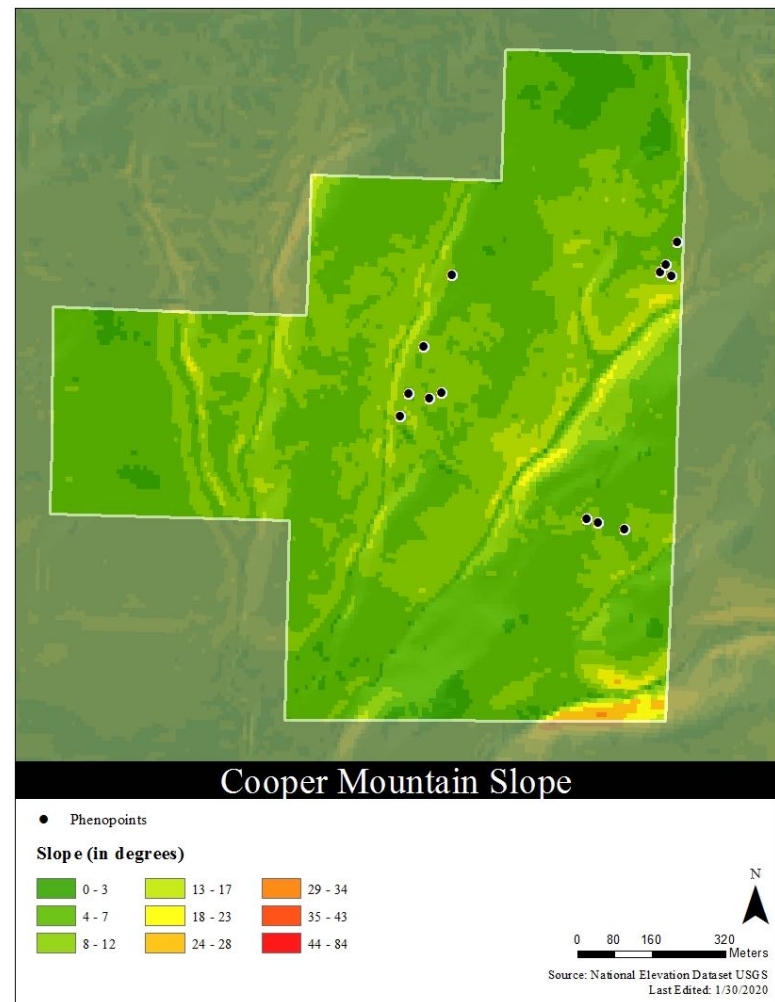 Cooper Mountain Slope
Phenopoints
Slope (in degrees)
0 - 3
4 - 7
8 - 12
13 - 17
18 - 23
24 - 28
29 - 34
35 - 43
44 - 84
N
0 80 160 320
Meters
Source: National Elevation Dataset USGS
Last Edited: 1/30/2020